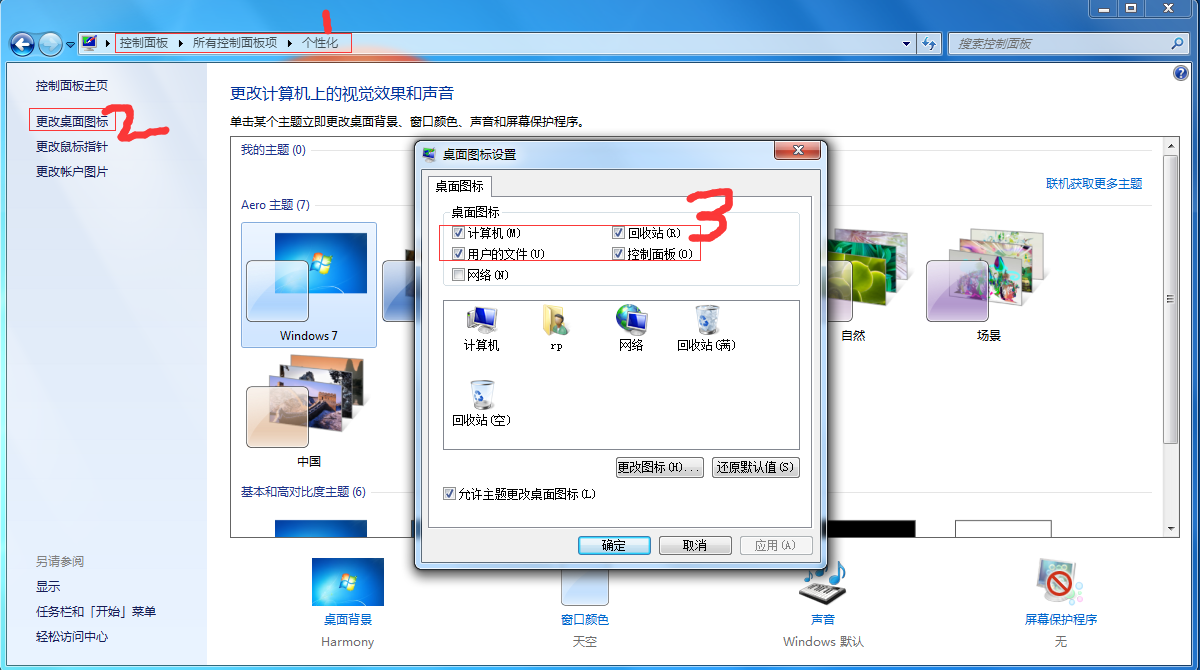 1
控制面板 ▸ 所有控制面板项 ▸ 个性化
搜索控制面板
控制面板主页
更改桌面图标
2
更改鼠标指针
更改帐户图片
另请参阅
显示
任务栏和「开始」菜单
轻松访问中心
更改计算机上的视觉效果和声音
单击某个主题立即更改桌面背景、窗口颜色、声音和屏幕保护程序。
我的主题 (0)
联机获取更多主题
Aero 主题 (7)
Windows 7
自然
场景
中国
基本和高对比度主题 (6)
桌面图标设置
桌面图标
3
桌面图标
计算机(M)
回收站(R)
用户的文件(U)
控制面板(O)
网络(N)
计算机
rp
网络
回收站(满)
回收站(空)
更改图标(H)...
还原默认值(S)
允许主题更改桌面图标(L)
确定
取消
应用(A)
桌面背景
Harmony
窗口颜色
天空
声音
Windows 默认
屏幕保护程序
无